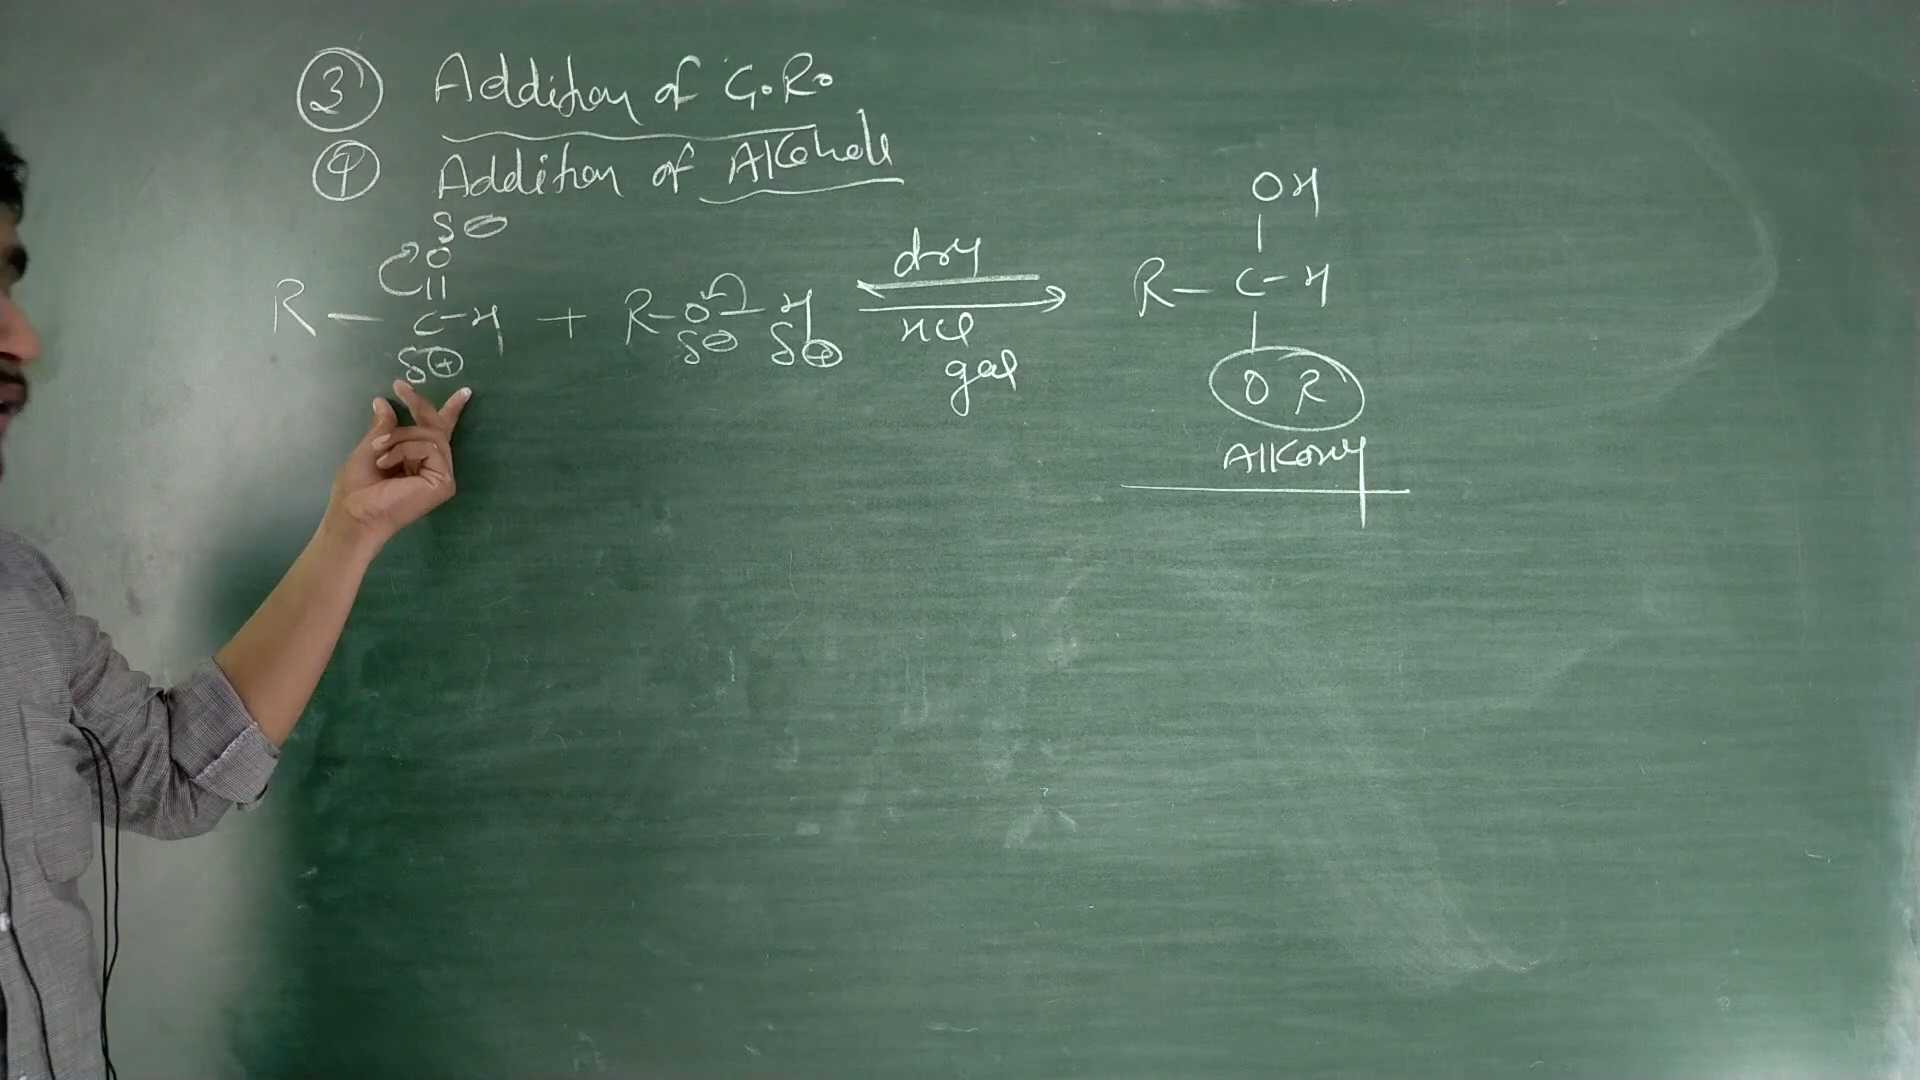 ③ Addition of G.R.
④ Addition of Alcohols
δ⊖
O
||
R — C-H + R-O-H
δ⊕ δ⊖ δ⊕
dry
⇌
HCl
gas
OH
|
R - C - H
|
OR
Alkoxy